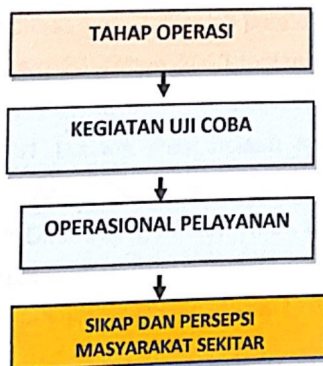 TAHAP OPERASI
KEGIATAN UJI COBA
OPERASIONAL PELAYANAN
SIKAP DAN PERSEPSI
MASYARAKAT SEKITAR